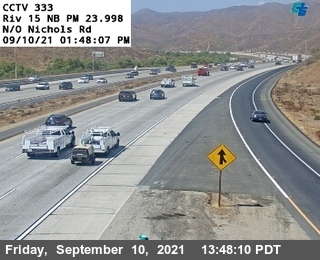 CCTV 333
Riv 15 NB PM 23.998
N/O Nichols Rd
09/10/21 01:48:07 PM
Friday, September 10, 2021 13:48:10 PDT